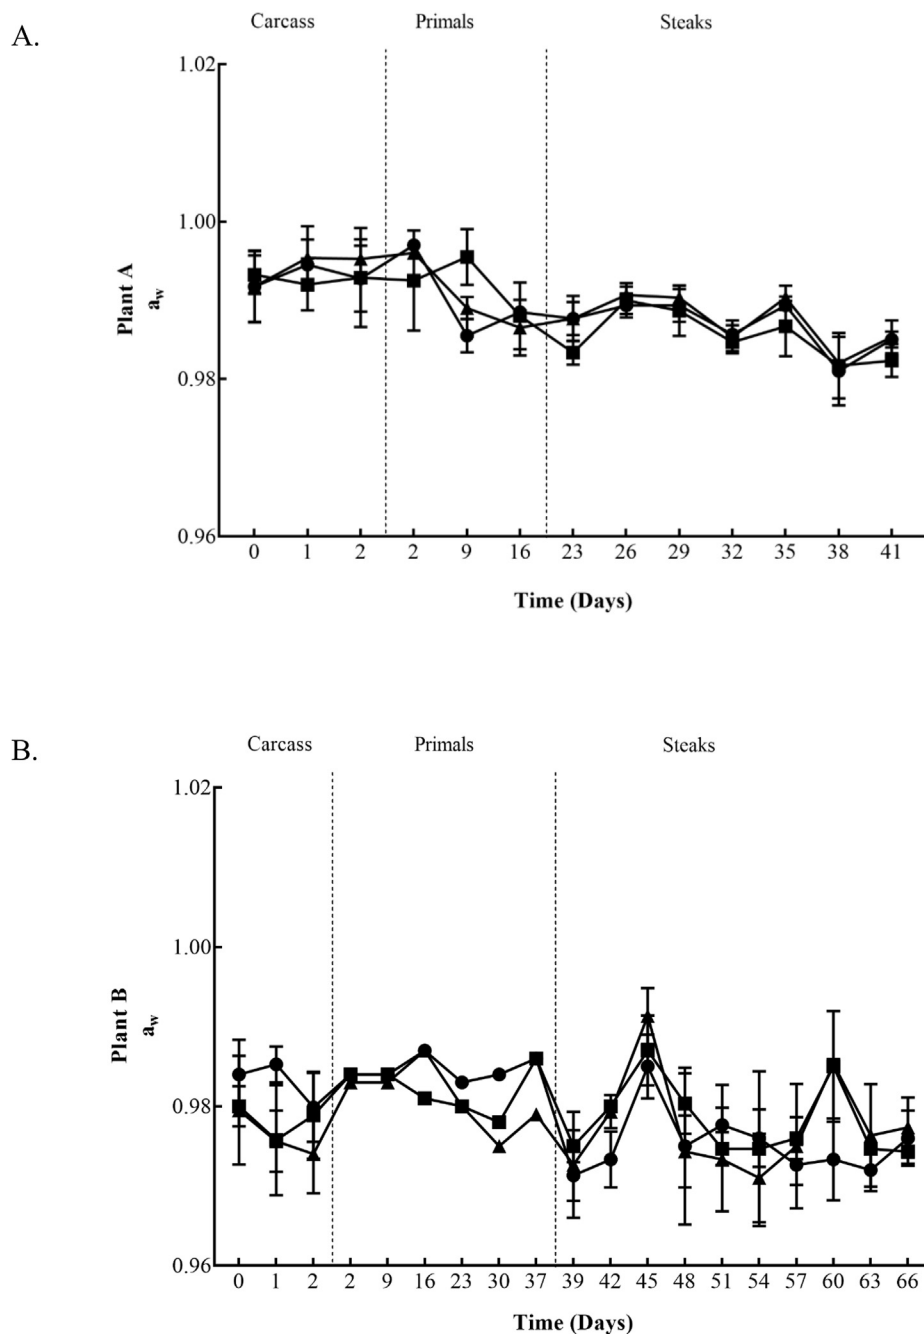 A.
Carcass Primals Steaks
1.02
1.00
0.98
0.96
Plant A
aw
0 1 2 2 9 16 23 26 29 32 35 38 41
Time (Days)
B.
Carcass Primals Steaks
1.02
1.00
0.98
0.96
Plant B
aw
0 1 2 2 9 16 23 30 37 39 42 45 48 51 54 57 60 63 66
Time (Days)